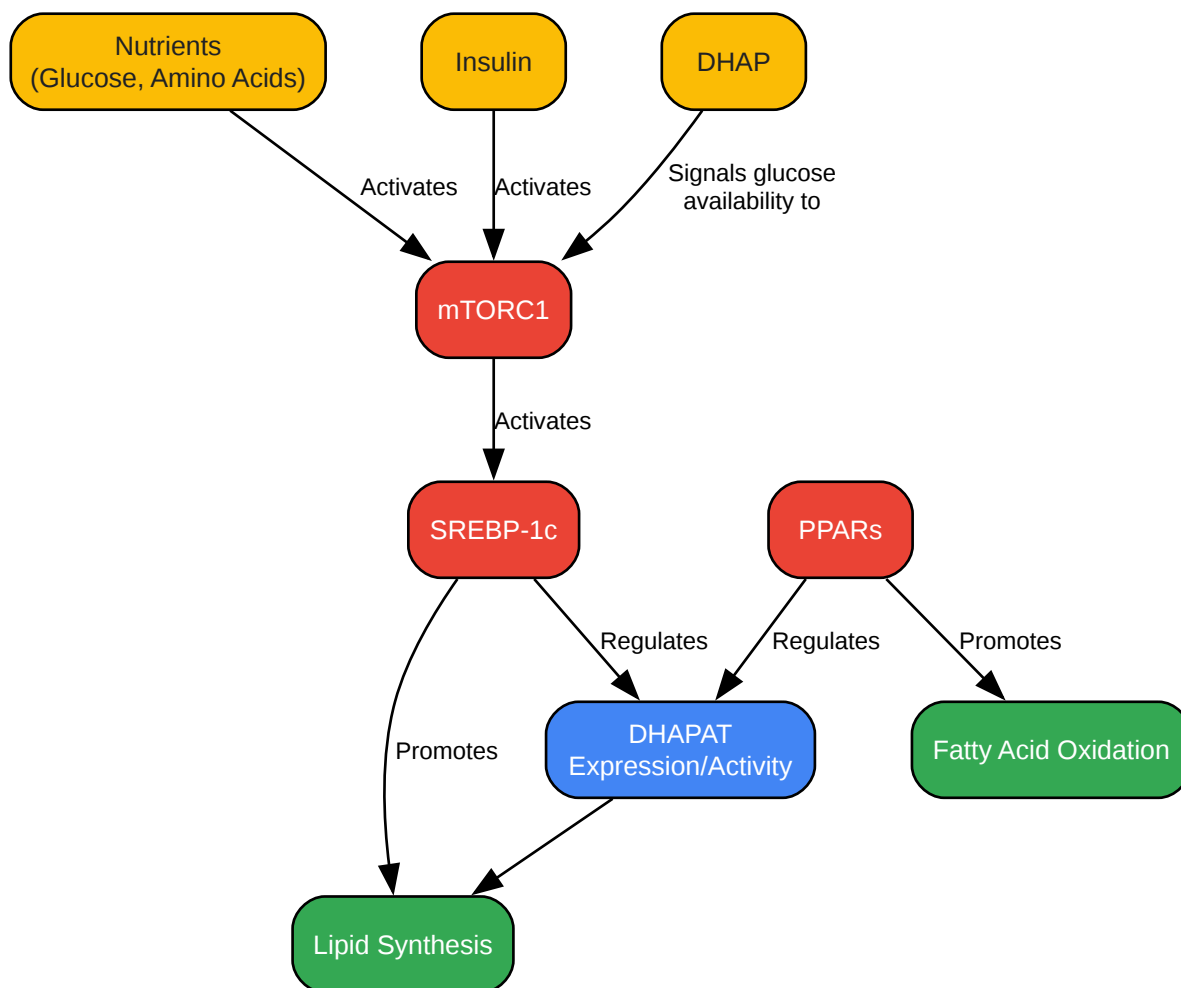 Nutrients
(Glucose, Amino Acids)
Insulin
DHAP
Activates
Activates
Signals glucose
availability to
mTORC1
Activates
SREBP-1c
PPARs
Regulates
Regulates
Promotes
Promotes
DHAPAT
Expression/Activity
Fatty Acid Oxidation
Lipid Synthesis